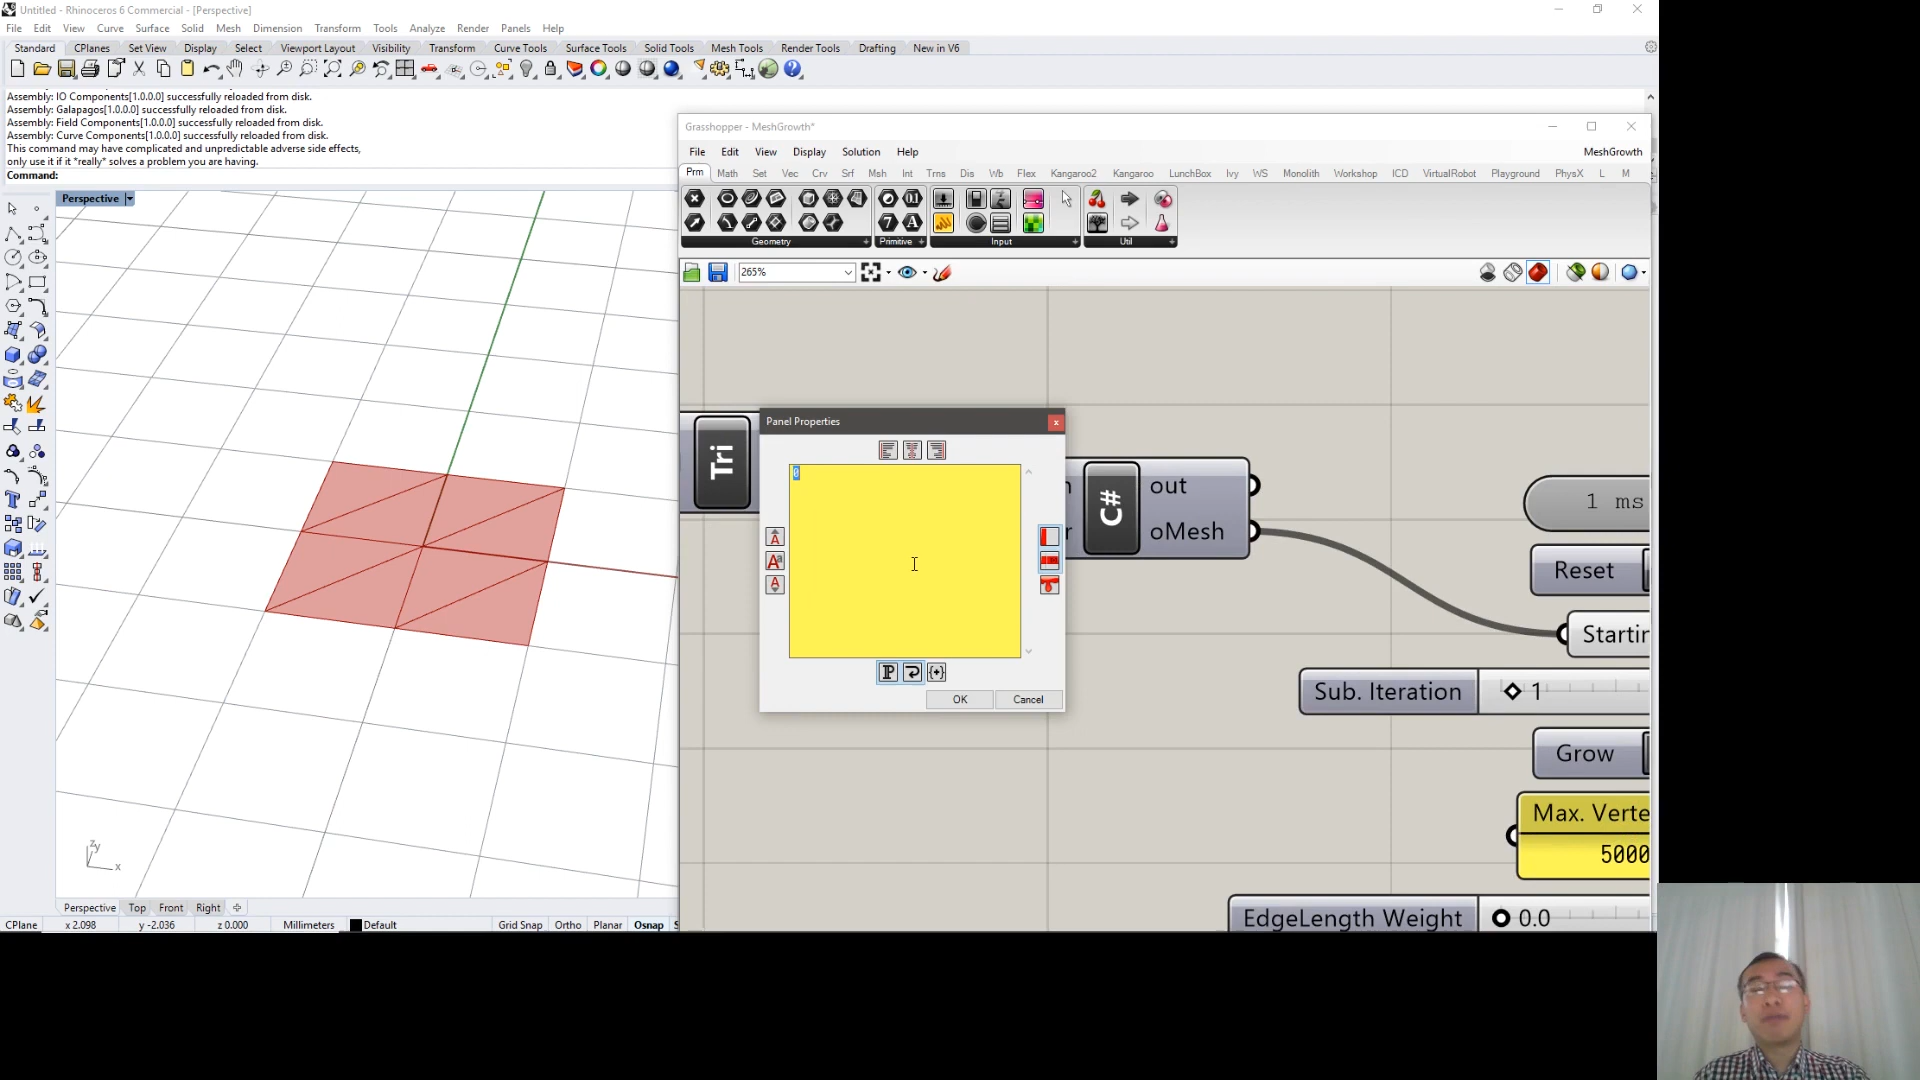 Untitled - Rhinoceros 6 Commercial - [Perspective]
File Edit View Curve Surface Solid Mesh Dimension Transform Tools Analyze Render Panels Help
Standard CPlanes Set View Display Select Viewport Layout Visibility Transform Curve Tools Surface Tools Solid Tools Mesh Tools Render Tools Drafting New in V6
Assembly: IO Components[1.0.0.0] successfully reloaded from disk.
Assembly: Galapagos[1.0.0.0] successfully reloaded from disk.
Assembly: Field Components[1.0.0.0] successfully reloaded from disk.
Assembly: Curve Components[1.0.0.0] successfully reloaded from disk.
This command may have complicated and unpredictable adverse side effects,
only use it if it *really* solves a problem you are having.
Command:
Perspective
Grasshopper - MeshGrowth*
File Edit View Display Solution Help MeshGrowth
Prm Math Set Vec Crv Srf Msh Int Trns Dis Wb Flex Kangaroo2 Kangaroo LunchBox Ivy WS Monolith Workshop ICD VirtualRobot Playground PhysX L M
Geometry Primitive Input Util
265%
Panel Properties
Tri
C#
out
oMesh
1 ms
Reset
Startir
Sub. Iteration 1
Grow
Max. Verte
5000
EdgeLength Weight 0.0
OK Cancel
zy
x
Perspective Top Front Right
CPlane x 2.098 y -2.036 z 0.000 Millimeters Default Grid Snap Ortho Planar Osnap S